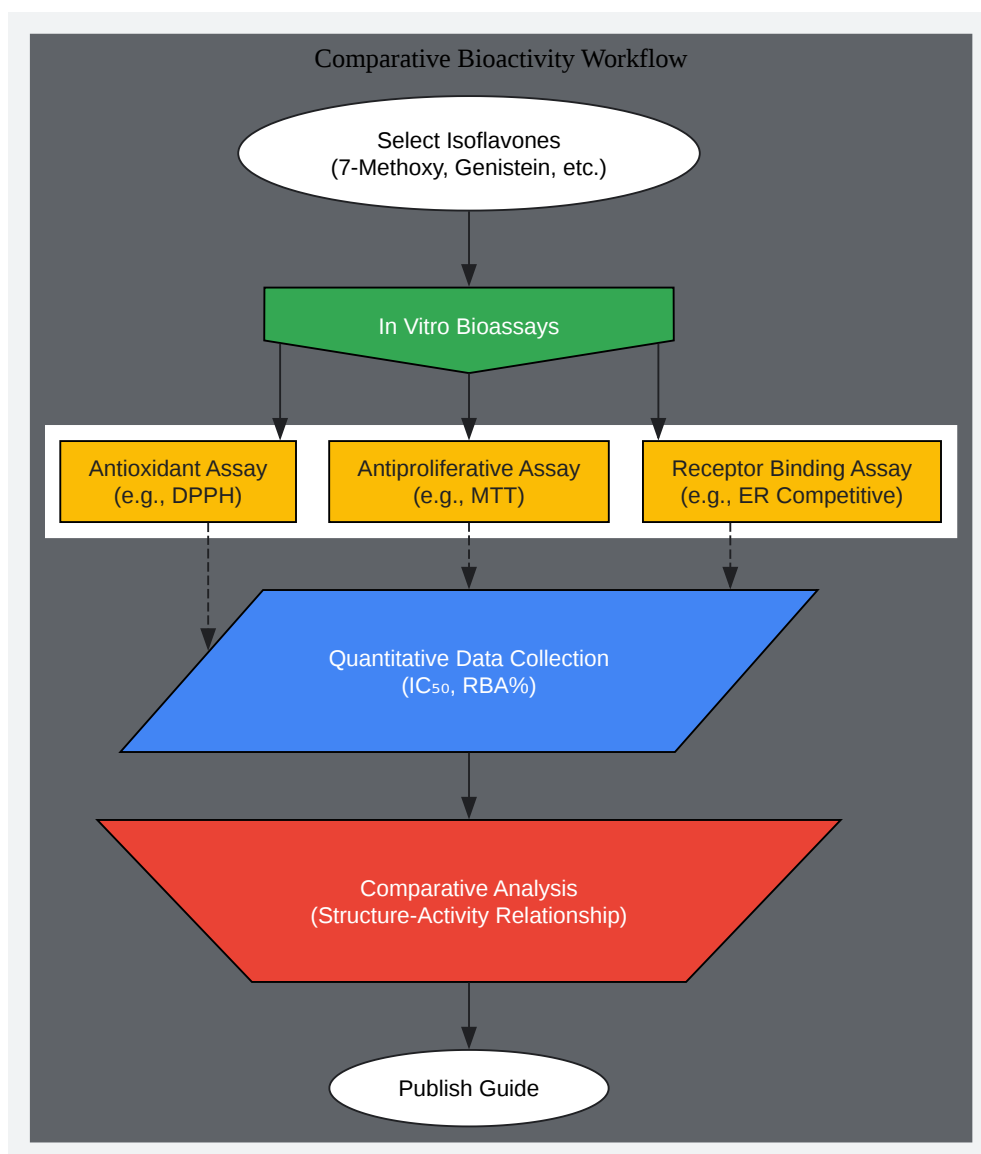 Comparative Bioactivity Workflow
Select Isoflavones
(7-Methoxy, Genistein, etc.)
In Vitro Bioassays
Antioxidant Assay
(e.g., DPPH)
Antiproliferative Assay
(e.g., MTT)
Receptor Binding Assay
(e.g., ER Competitive)
Quantitative Data Collection
(IC₅₀, RBA%)
Comparative Analysis
(Structure-Activity Relationship)
Publish Guide